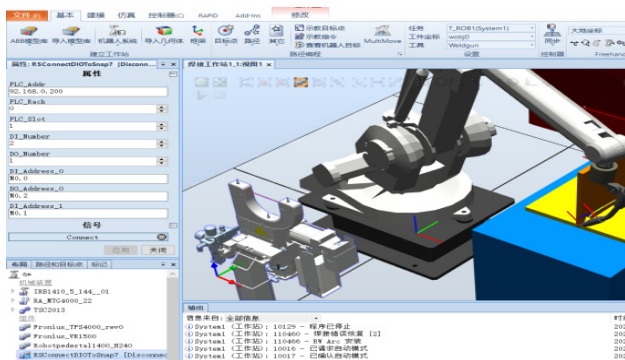 文件(F) 基本 建模 仿真 控制器(C) RAPID Add-Ins 修改
ABB模型库 导入模型库 机器人系统 导入几何体 框架 目标点 路径 其它
示教目标点
示教指令
查看机器人目标
MultiMove
任务 T_ROB1(System1)
工件坐标 wobj0
工具 Weldgun
同步
大地坐标
建立工作站 路径编程 设置 控制器 Freehand
属性: RSConnectDIOToSnap7 [Disconn...
焊接工作站1_1:视图1
属性
PLC_Addr
92.168.0.200
PLC_Rack
0
PLC_Slot
1
DI_Number
2
DO_Number
1
DI_Address_0
M0.0
DO_Address_0
M0.2
DI_Address_1
M0.1
信号
Connect
应用 关闭
布局 路径和目标点 标记
机械装置
IRB1410_5_144__01
RA_MTG4000_22
TSC2013
组件
Fronius_TPS4000_rev0
Fronius_VR1500
Robotpedestal1400_H240
RSConnectDIOToSnap7 [Disconnec
输出
信息来自: 全部信息
时间
System1 (工作站): 10129 - 程序已停止
System1 (工作站): 110460 - 焊接错误恢复 [2]
System1 (工作站): 110466 - RW Arc 安装
System1 (工作站): 10016 - 已请求自动模式
System1 (工作站): 10017 - 已确认自动模式